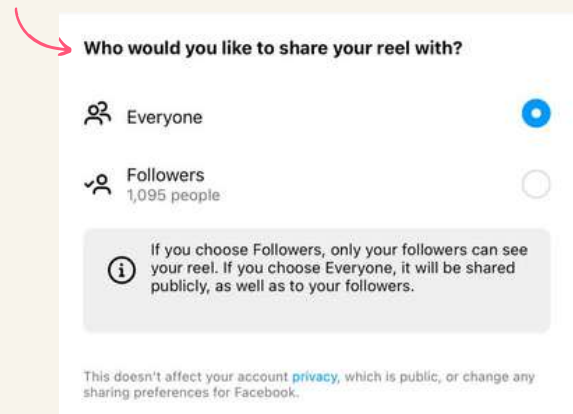 Who would you like to share your reel with?
Everyone
Followers
1,095 people
If you choose Followers, only your followers can see
your reel. If you choose Everyone, it will be shared
publicly, as well as to your followers.
This doesn't affect your account privacy, which is public, or change any
sharing preferences for Facebook.